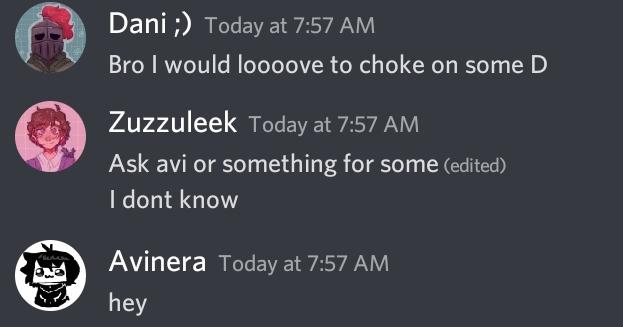 Dani ;) Today at 7:57 AM
Bro I would loooove to choke on some D
Zuzzuleek Today at 7:57 AM
Ask avi or something for some (edited)
I dont know
Avinera Today at 7:57 AM
hey